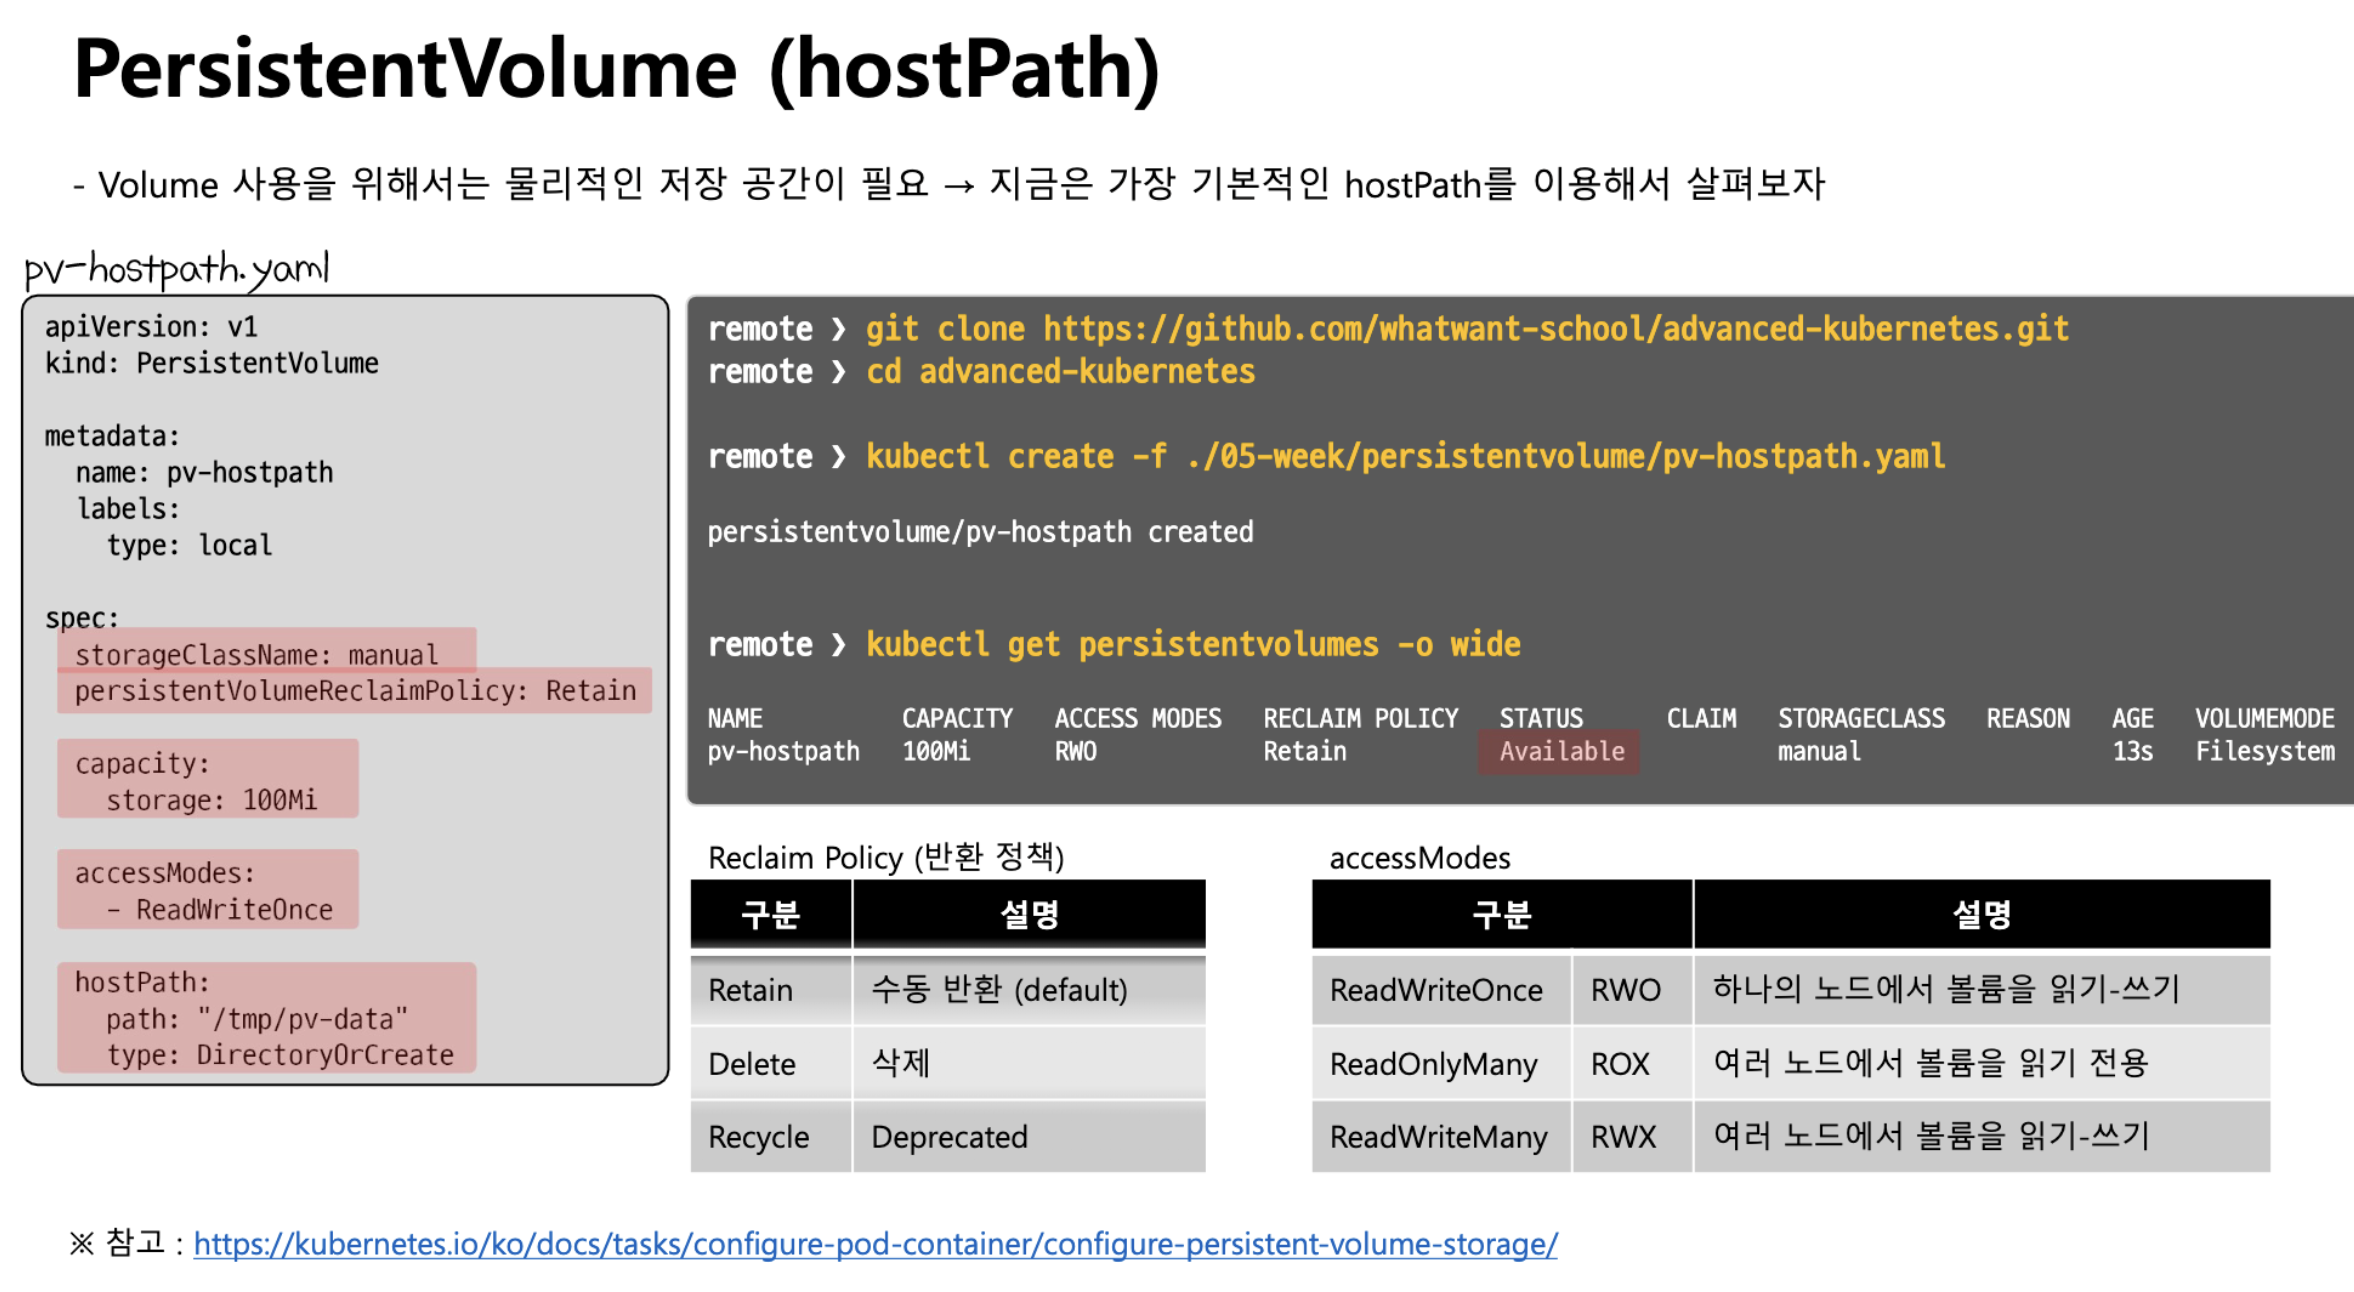 PersistentVolume (hostPath)
- Volume 사용을 위해서는 물리적인 저장 공간이 필요 → 지금은 가장 기본적인 hostPath를 이용해서 살펴보자
pv-hostpath.yaml
apiVersion: v1
kind: PersistentVolume
metadata:
  name: pv-hostpath
  labels:
    type: local
spec:
  storageClassName: manual
  persistentVolumeReclaimPolicy: Retain
  capacity:
    storage: 100Mi
  accessModes:
    - ReadWriteOnce
  hostPath:
    path: "/tmp/pv-data"
    type: DirectoryOrCreate
remote ❯ git clone https://github.com/whatwant-school/advanced-kubernetes.git
remote ❯ cd advanced-kubernetes
remote ❯ kubectl create -f ./05-week/persistentvolume/pv-hostpath.yaml
persistentvolume/pv-hostpath created
remote ❯ kubectl get persistentvolumes -o wide
NAME CAPACITY ACCESS MODES RECLAIM POLICY STATUS CLAIM STORAGECLASS REASON AGE VOLUMEMODE
pv-hostpath 100Mi RWO Retain Available manual 13s Filesystem
Reclaim Policy (반환 정책)
구분 설명
Retain 수동 반환 (default)
Delete 삭제
Recycle Deprecated
accessModes
구분 설명
ReadWriteOnce RWO 하나의 노드에서 볼륨을 읽기-쓰기
ReadOnlyMany ROX 여러 노드에서 볼륨을 읽기 전용
ReadWriteMany RWX 여러 노드에서 볼륨을 읽기-쓰기
※ 참고 : https://kubernetes.io/ko/docs/tasks/configure-pod-container/configure-persistent-volume-storage/